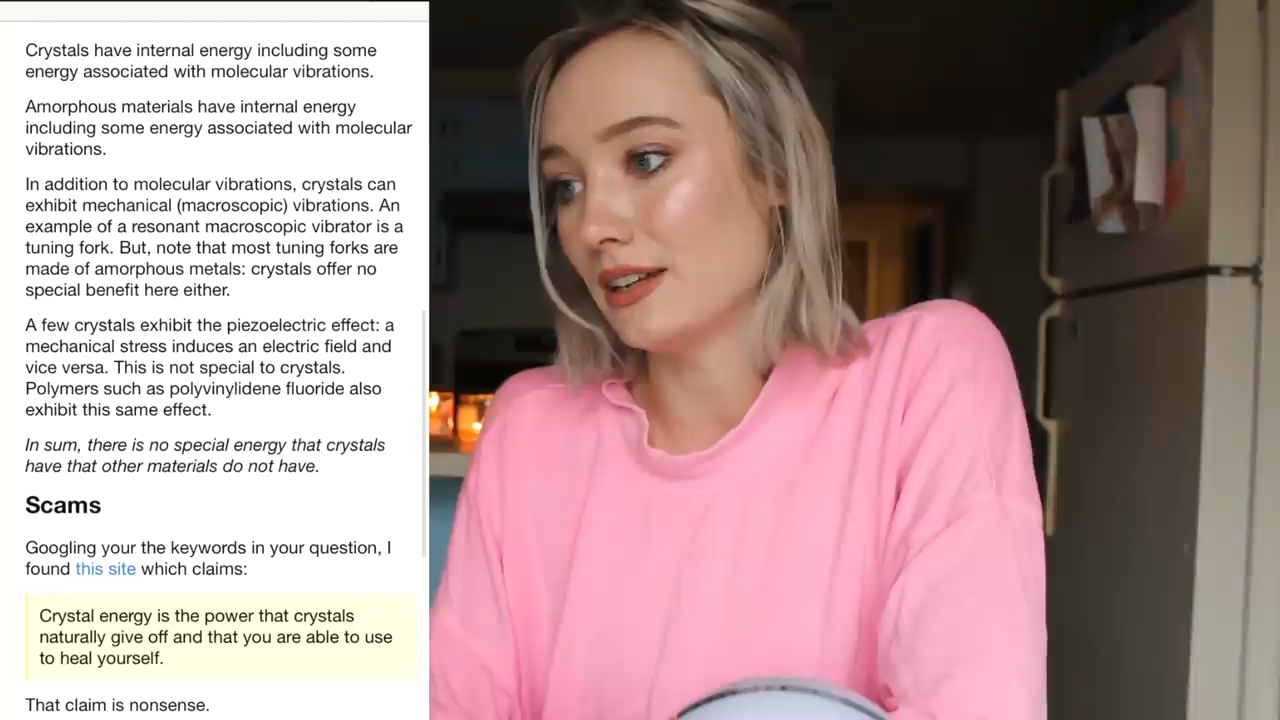 Crystals have internal energy including some
energy associated with molecular vibrations.
Amorphous materials have internal energy
including some energy associated with molecular
vibrations.
In addition to molecular vibrations, crystals can
exhibit mechanical (macroscopic) vibrations. An
example of a resonant macroscopic vibrator is a
tuning fork. But, note that most tuning forks are
made of amorphous metals: crystals offer no
special benefit here either.
A few crystals exhibit the piezoelectric effect: a
mechanical stress induces an electric field and
vice versa. This is not special to crystals.
Polymers such as polyvinylidene fluoride also
exhibit this same effect.
In sum, there is no special energy that crystals
have that other materials do not have.
Scams
Googling your the keywords in your question, I
found this site which claims:
Crystal energy is the power that crystals
naturally give off and that you are able to use
to heal yourself.
That claim is nonsense.